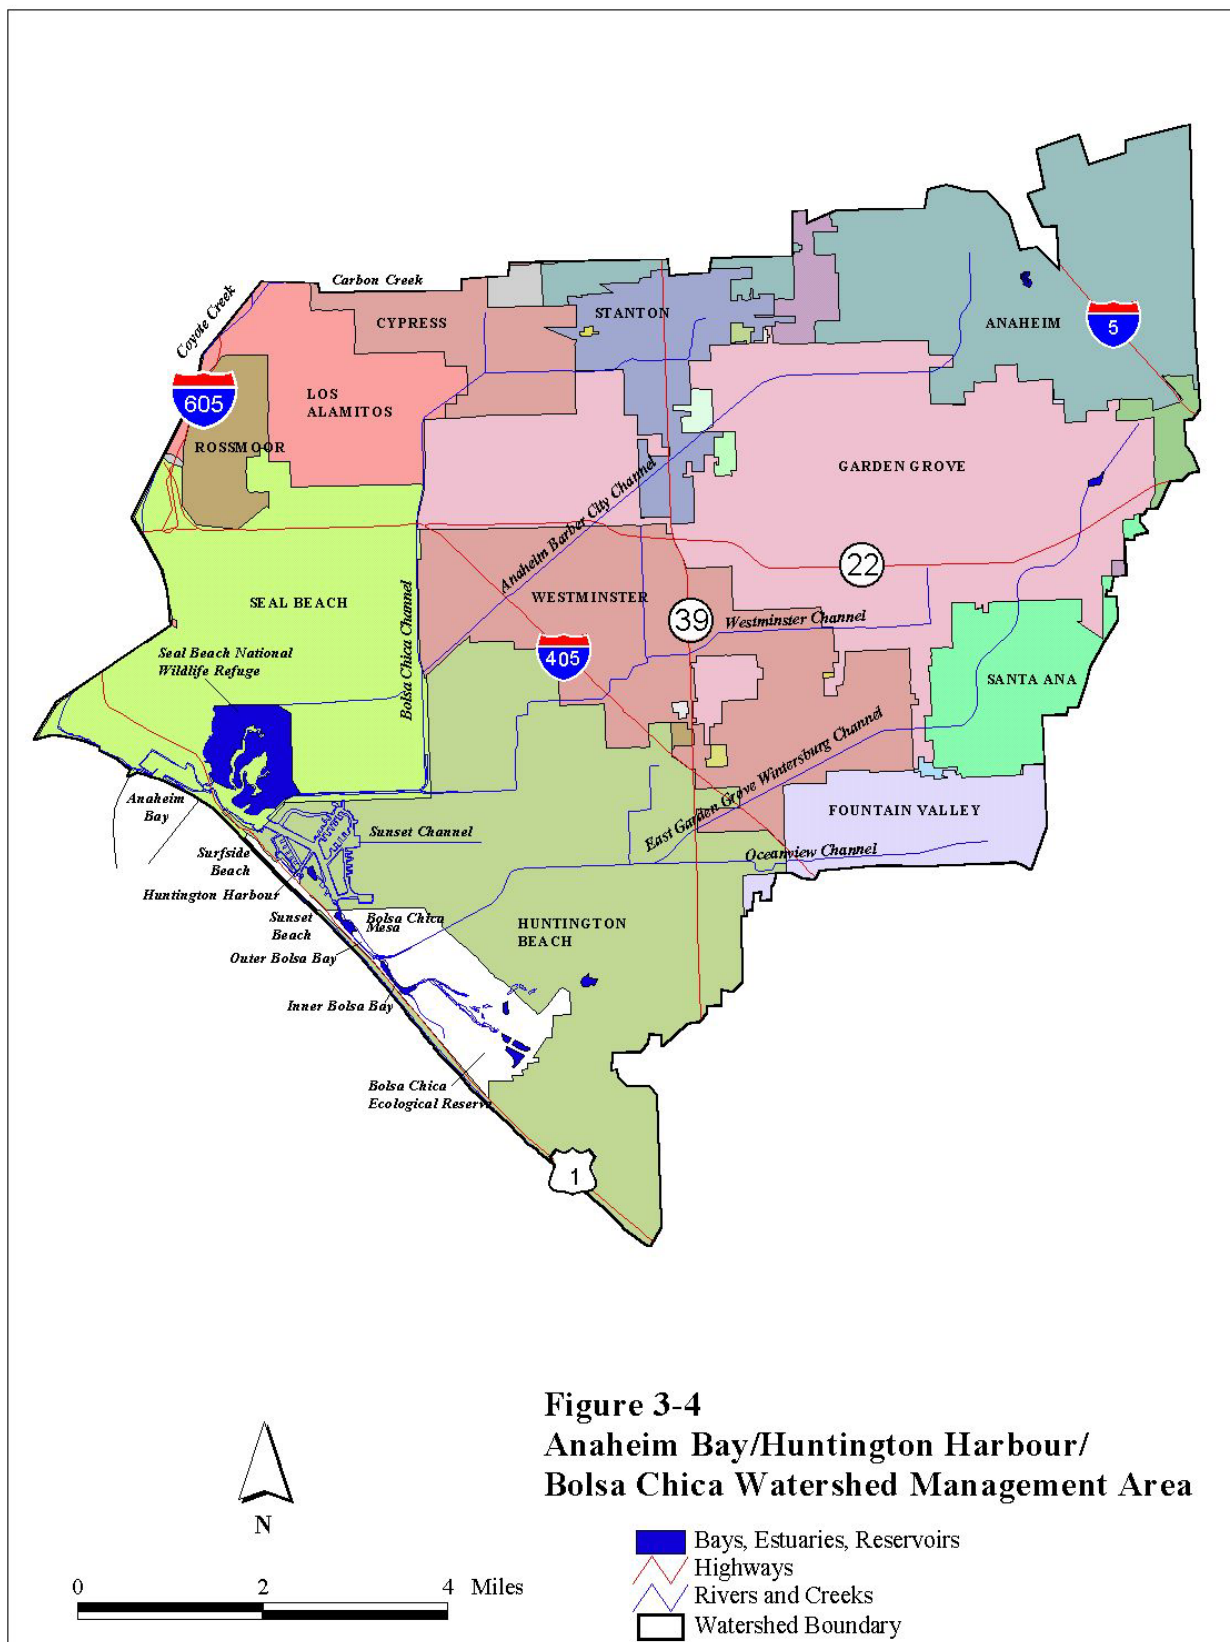 Carbon Creek
Coyote Creek
CYPRESS
STANTON
ANAHEIM
5
605
LOS
ALAMITOS
ROSSMOOR
GARDEN GROVE
Anaheim Barber City Channel
22
SEAL BEACH
WESTMINSTER
39
Westminster Channel
405
Seal Beach National
Wildlife Refuge
Bolsa Chica Channel
SANTA ANA
East Garden Grove Wintersburg Channel
Anaheim
Bay
FOUNTAIN VALLEY
Sunset Channel
Oceanview Channel
Surfside
Beach
Huntington Harbour
Sunset
Beach
Bolsa Chica
Mesa
HUNTINGTON
BEACH
Outer Bolsa Bay
Inner Bolsa Bay
Bolsa Chica
Ecological Reserve
1
Figure 3-4
Anaheim Bay/Huntington Harbour/
Bolsa Chica Watershed Management Area
N
Bays, Estuaries, Reservoirs
Highways
Rivers and Creeks
Watershed Boundary
0 2 4 Miles